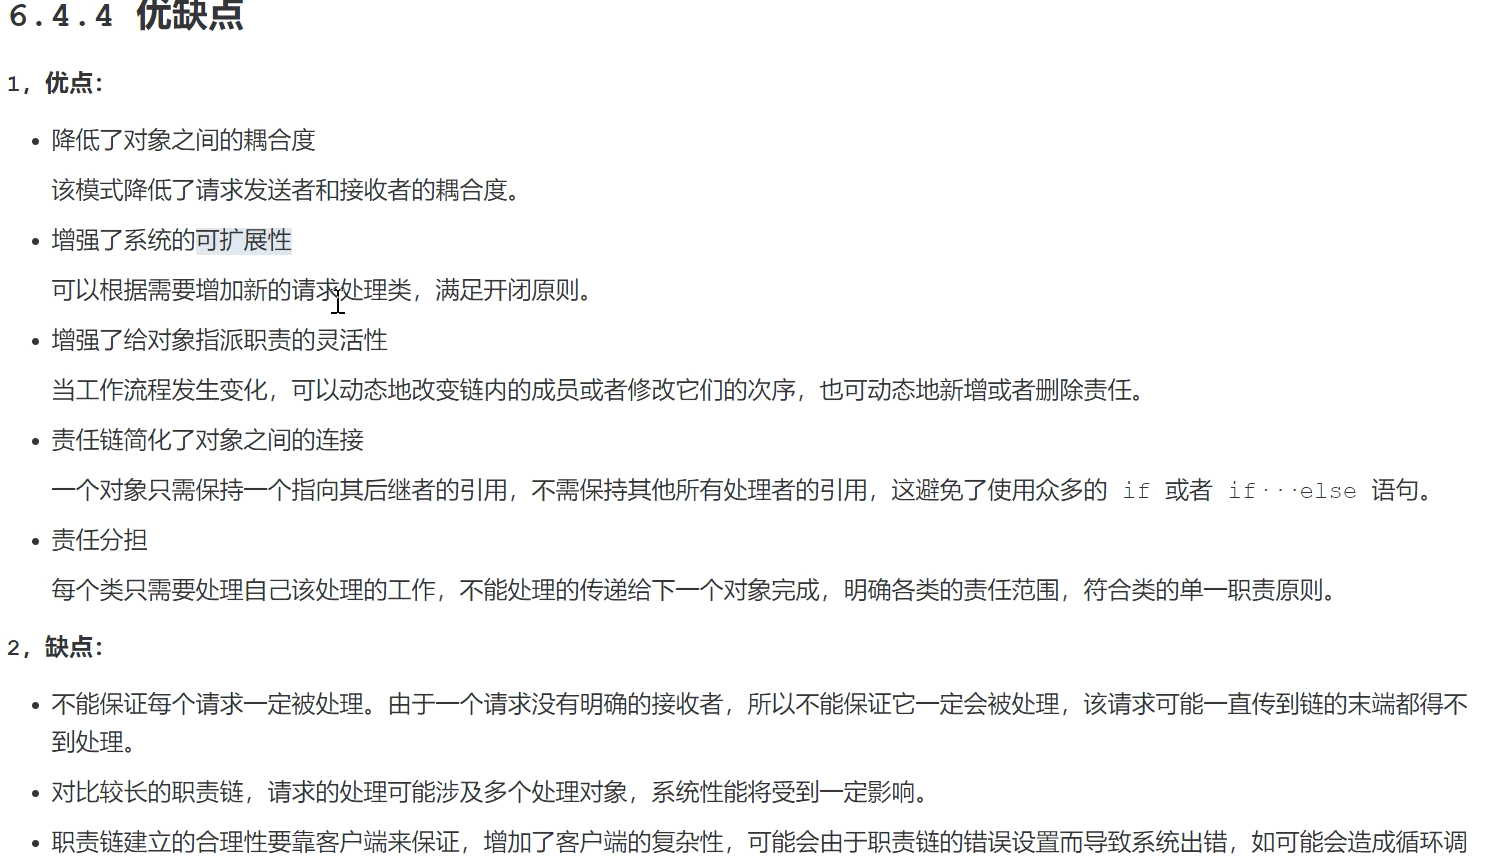 6.4.4 优缺点
1，优点：
降低了对象之间的耦合度
该模式降低了请求发送者和接收者的耦合度。
增强了系统的可扩展性
可以根据需要增加新的请求处理类，满足开闭原则。
增强了给对象指派职责的灵活性
当工作流程发生变化，可以动态地改变链内的成员或者修改它们的次序，也可动态地新增或者删除责任。
责任链简化了对象之间的连接
一个对象只需保持一个指向其后继者的引用，不需保持其他所有处理者的引用，这避免了使用众多的 if 或者 if···else 语句。
责任分担
每个类只需要处理自己该处理的工作，不能处理的传递给下一个对象完成，明确各类的责任范围，符合类的单一职责原则。
2，缺点：
不能保证每个请求一定被处理。由于一个请求没有明确的接收者，所以不能保证它一定会被处理，该请求可能一直传到链的末端都得不
到处理。
对比较长的职责链，请求的处理可能涉及多个处理对象，系统性能将受到一定影响。
职责链建立的合理性要靠客户端来保证，增加了客户端的复杂性，可能会由于职责链的错误设置而导致系统出错，如可能会造成循环调